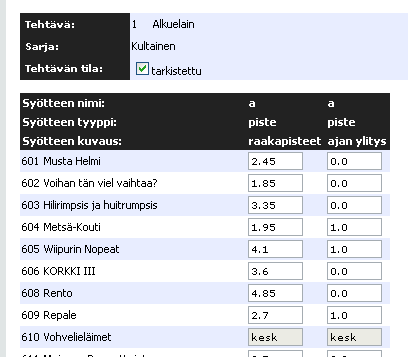 Tehtävä: 1 Alkuelain
Sarja: Kultainen
Tehtävän tila: tarkistettu
Syötteen nimi: a a
Syötteen tyyppi: piste piste
Syötteen kuvaus: raakapisteet ajan ylitys
601 Musta Helmi 2.45 0.0
602 Voihan tän viel vaihtaa? 1.85 0.0
603 Hilirimpsis ja huitrumpsis 3.35 0.0
604 Metsä-Kouti 1.95 1.0
605 Wiipurin Nopeat 4.1 1.0
606 KORKKI III 3.6 0.0
608 Rento 4.85 0.0
609 Repale 2.7 1.0
610 Vohvelieläimet kesk kesk